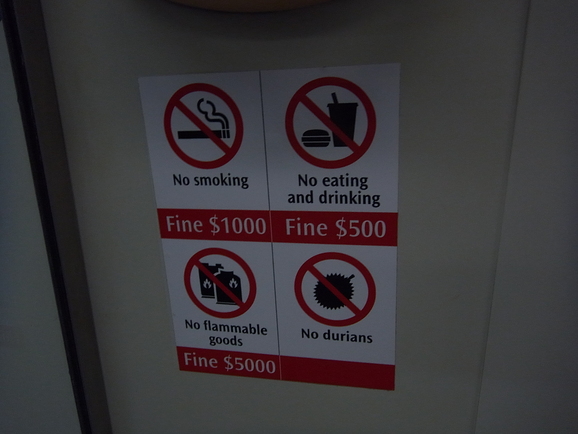 No smoking
Fine $1000
No eating
and drinking
Fine $500
No flammable
goods
Fine $5000
No durians